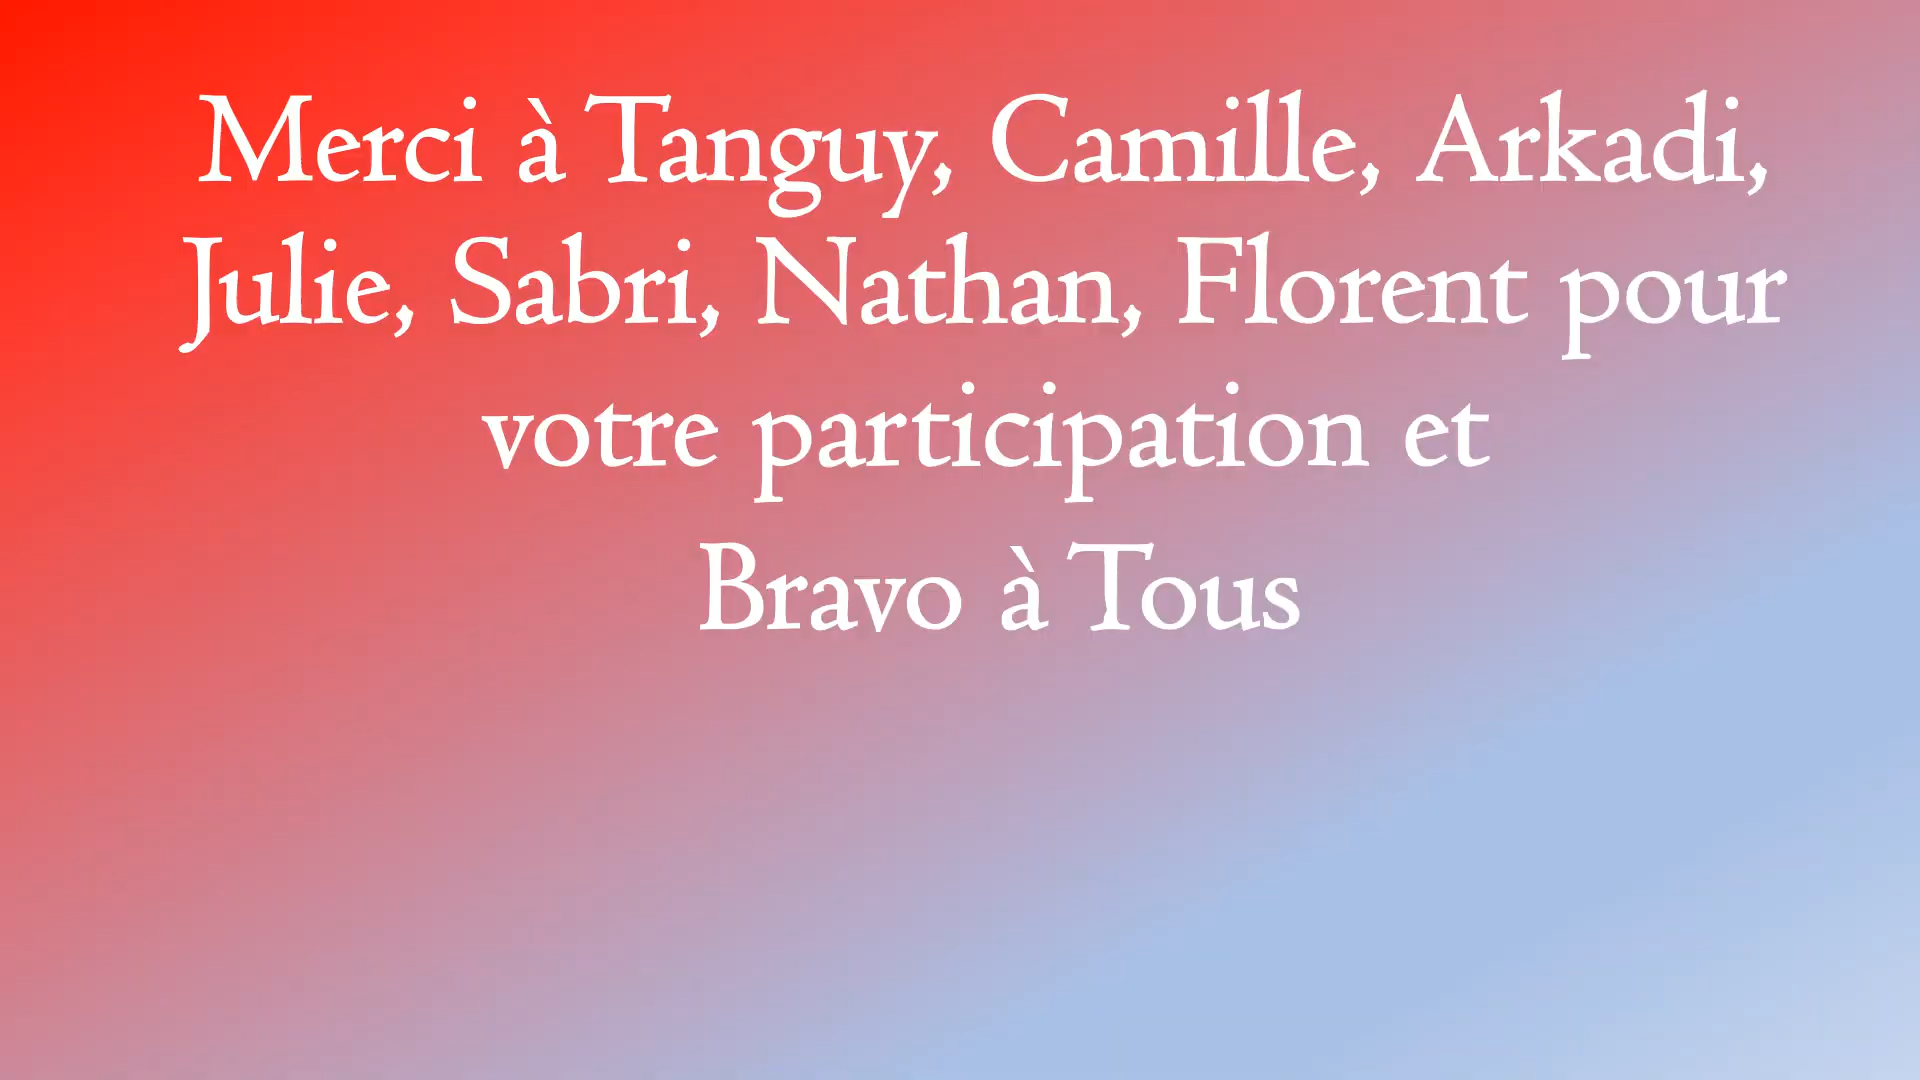 Merci à Tanguy, Camille, Arkadi,
Julie, Sabri, Nathan, Florent pour
votre participation et
Bravo à Tous